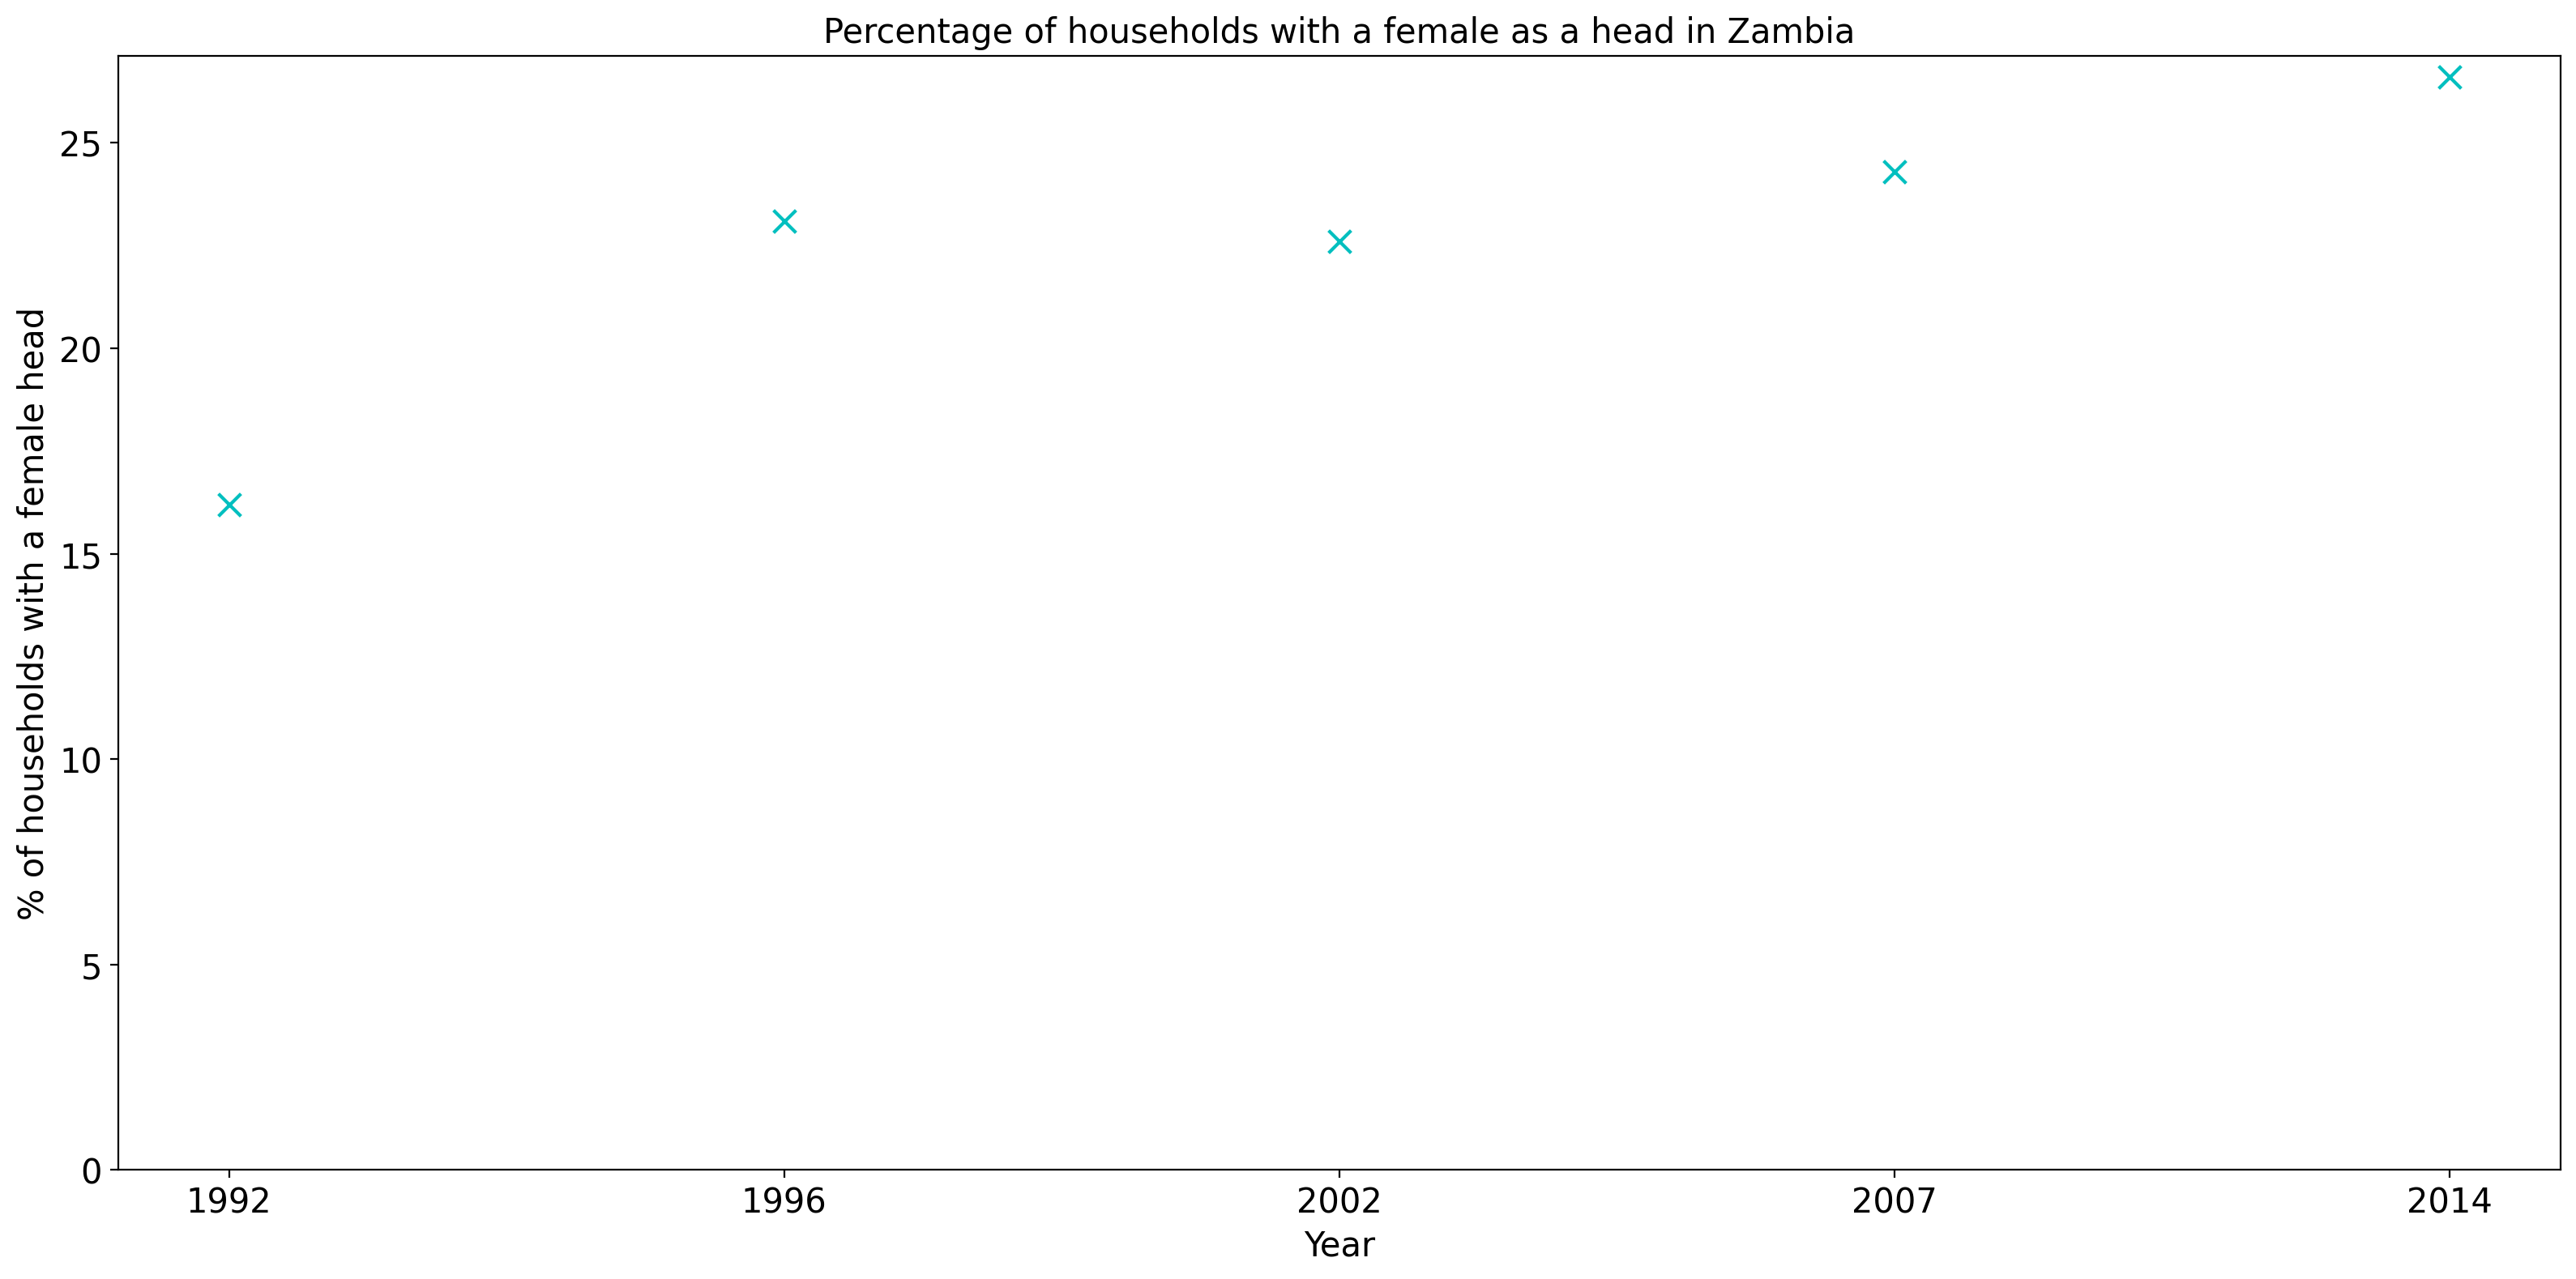 Percentage of households with a female as a head in Zambia
% of households with a female head
25
20
15
10
5
0
1992 1996 2002 2007 2014
Year